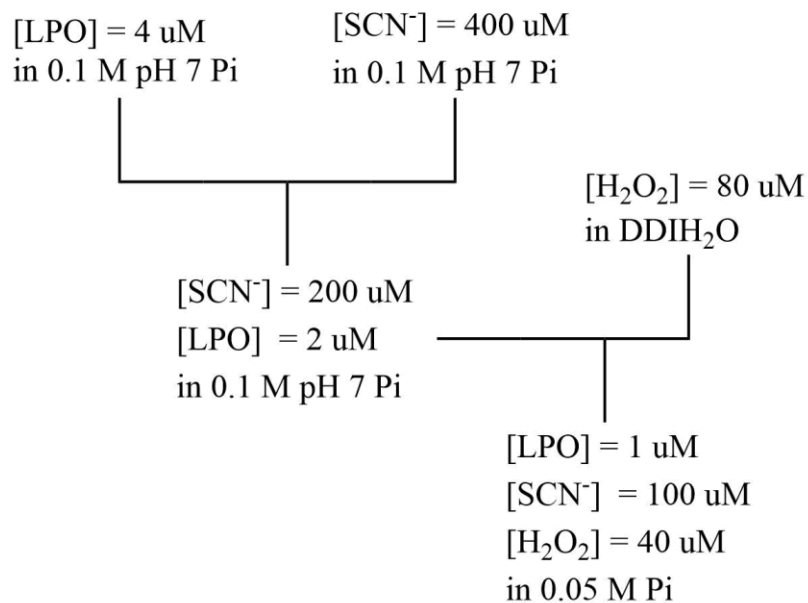 [LPO] = 4 uM
in 0.1 M pH 7 Pi
[SCN⁻] = 400 uM
in 0.1 M pH 7 Pi
[H₂O₂] = 80 uM
in DDIH₂O
[SCN⁻] = 200 uM
[LPO] = 2 uM
in 0.1 M pH 7 Pi
[LPO] = 1 uM
[SCN⁻] = 100 uM
[H₂O₂] = 40 uM
in 0.05 M Pi